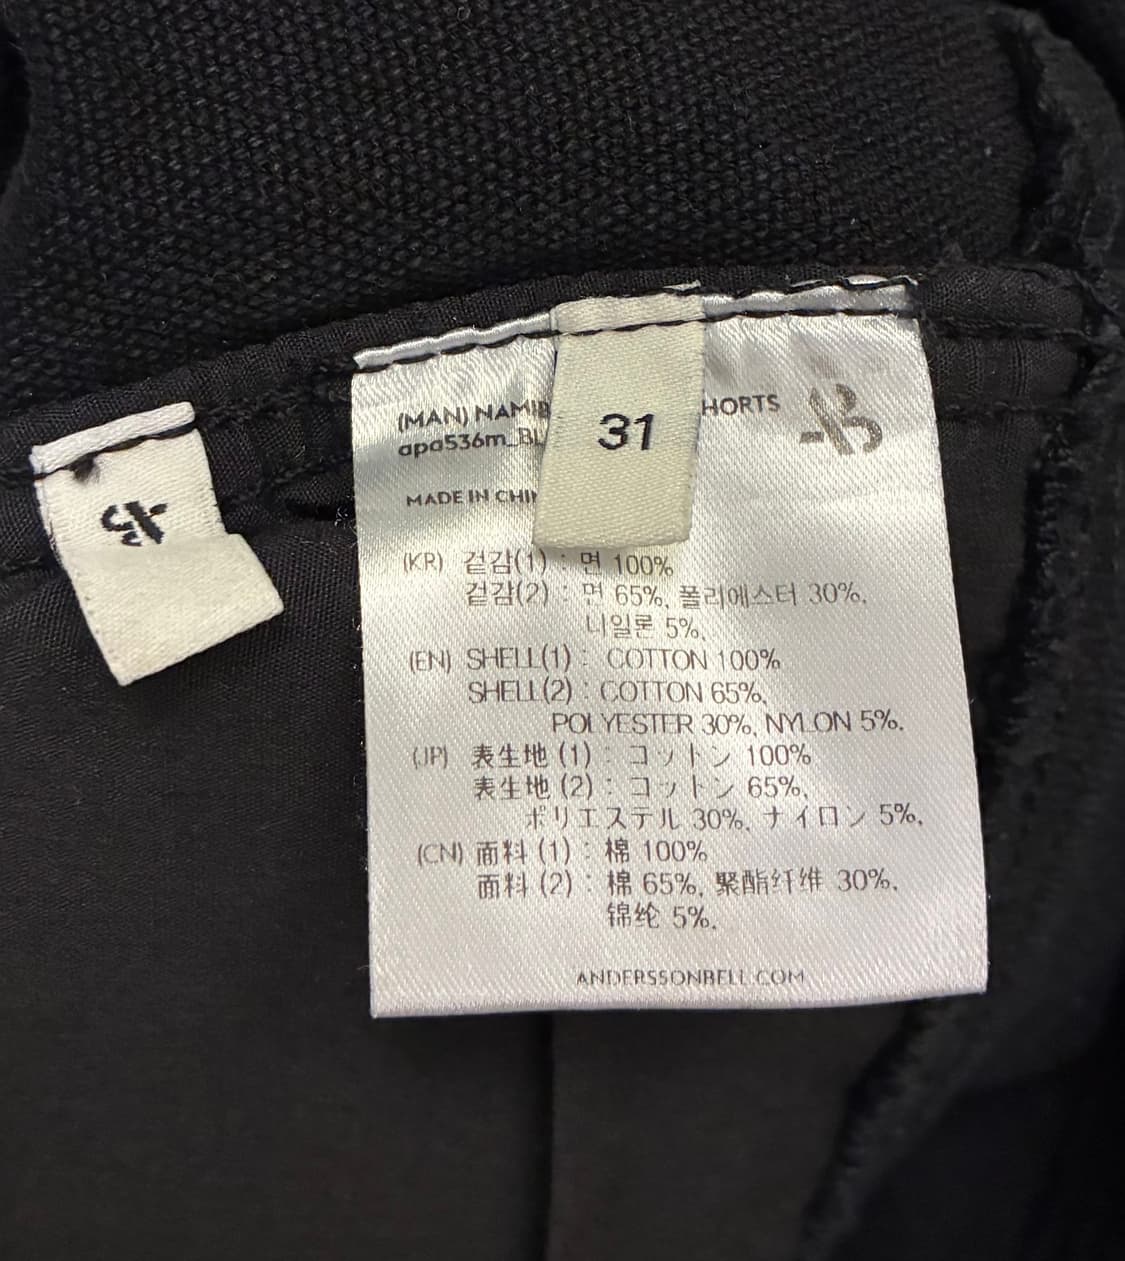 (MAN) NAMIB
HORTS
apa536m_BL
31
MADE IN CHI
(KR) 겉감(1) : 면 100%
겉감(2) : 면 65%, 폴리에스터 30%,
나일론 5%,
(EN) SHELL(1) : COTTON 100%
SHELL(2) : COTTON 65%,
POLYESTER 30%, NYLON 5%.
(JP) 表生地 (1) : コットン 100%
表生地 (2) : コットン 65%,
ポリエステル 30%, ナイロン 5%,
(CN) 面料 (1) : 棉 100%
面料 (2) : 棉 65%, 聚酯纤维 30%,
锦纶 5%,
ANDERSSONBELL.COM